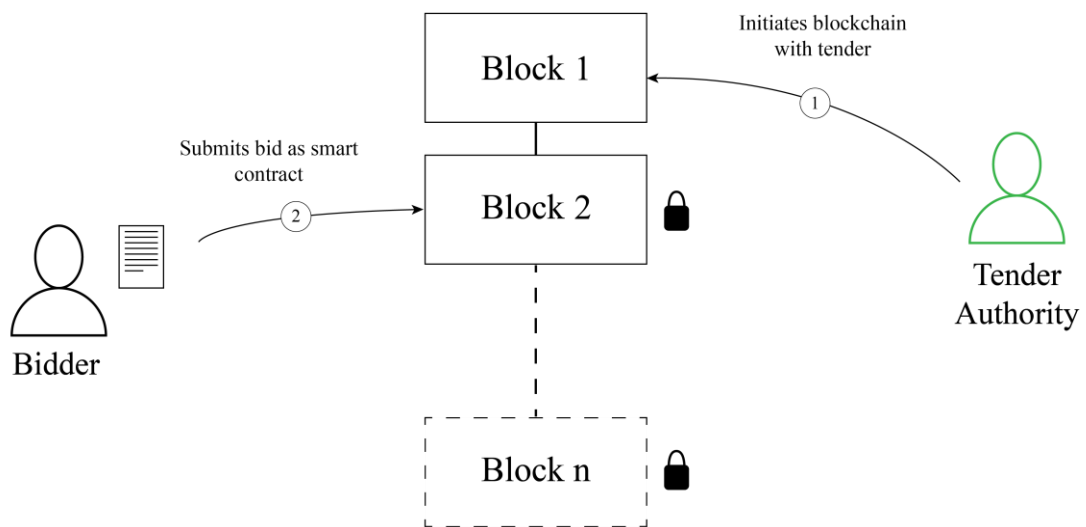 Initiates blockchain
with tender
Block 1
1
Submits bid as smart
contract
Block 2
2
Tender
Authority
Bidder
Block n